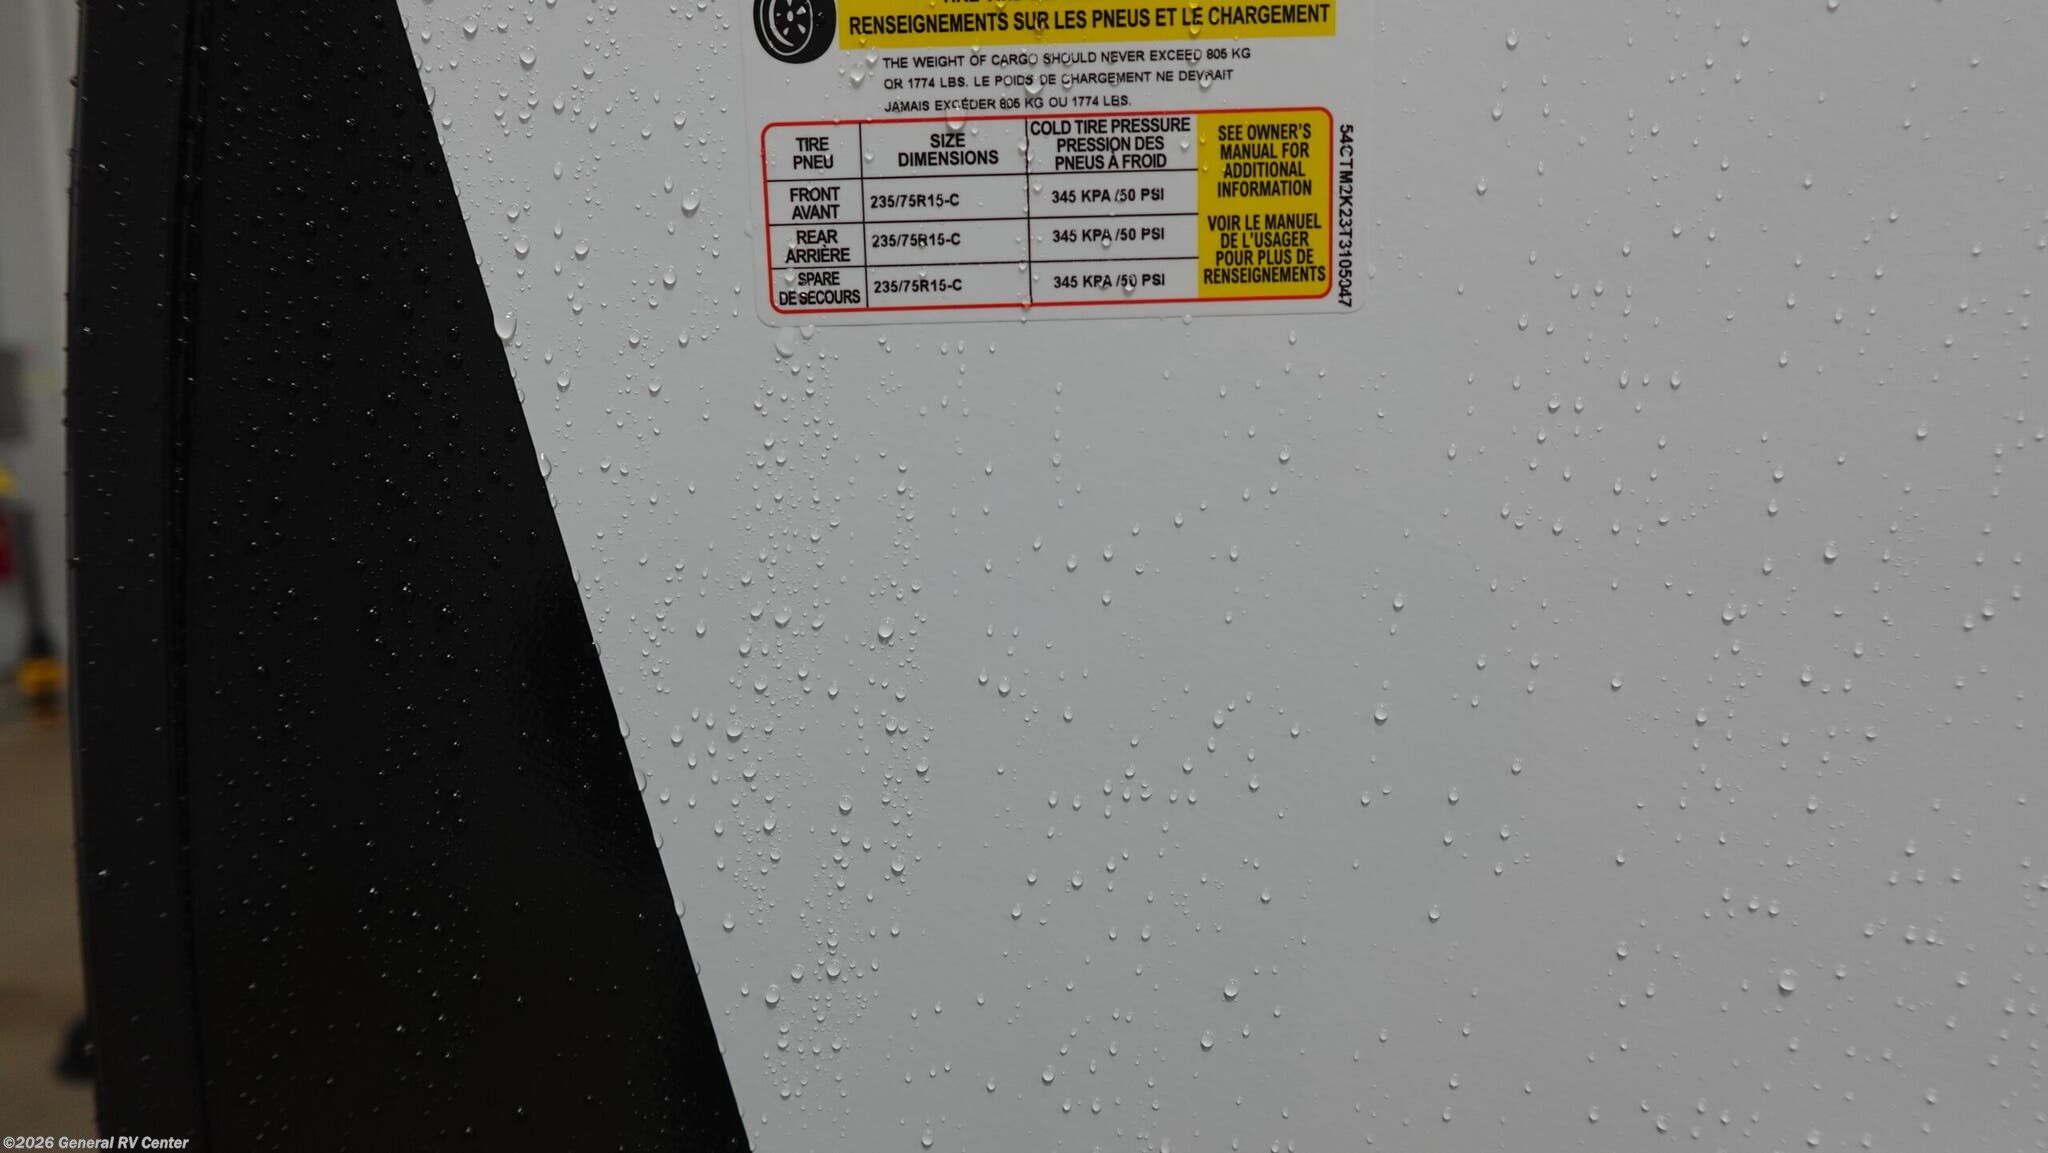 RENSEIGNEMENTS SUR LES PNEUS ET LE CHARGEMENT
THE WEIGHT OF CARGO SHOULD NEVER EXCEED 805 KG
OR 1774 LBS. LE POIDS DE CHARGEMENT NE DEVRAIT
JAMAIS EXCÉDER 805 KG OU 1774 LBS.
TIRE
PNEU
SIZE
DIMENSIONS
COLD TIRE PRESSURE
PRESSION DES
PNEUS À FROID
FRONT
AVANT
235/75R15-C
345 KPA /50 PSI
REAR
ARRIÈRE
235/75R15-C
345 KPA /50 PSI
SPARE
DE SECOURS
235/75R15-C
345 KPA /50 PSI
SEE OWNER'S
MANUAL FOR
ADDITIONAL
INFORMATION
VOIR LE MANUEL
DE L'USAGER
POUR PLUS DE
RENSEIGNEMENTS
54CTM2K23T3105047
©2026 General RV Center